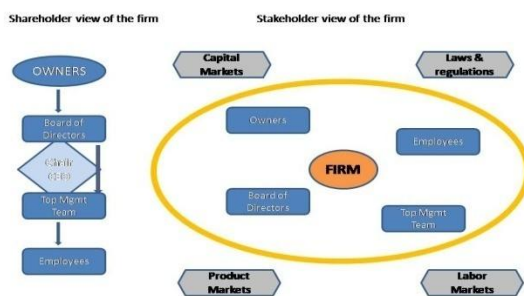 Shareholder view of the firm
Stakeholder view of the firm
OWNERS
Board of
Directors
Chair
Top Mgmt
Team
Employees
Capital
Markets
Laws &
regulations
Owners
Employees
FIRM
Board of
Directors
Top Mgmt
Team
Product
Markets
Labor
Markets